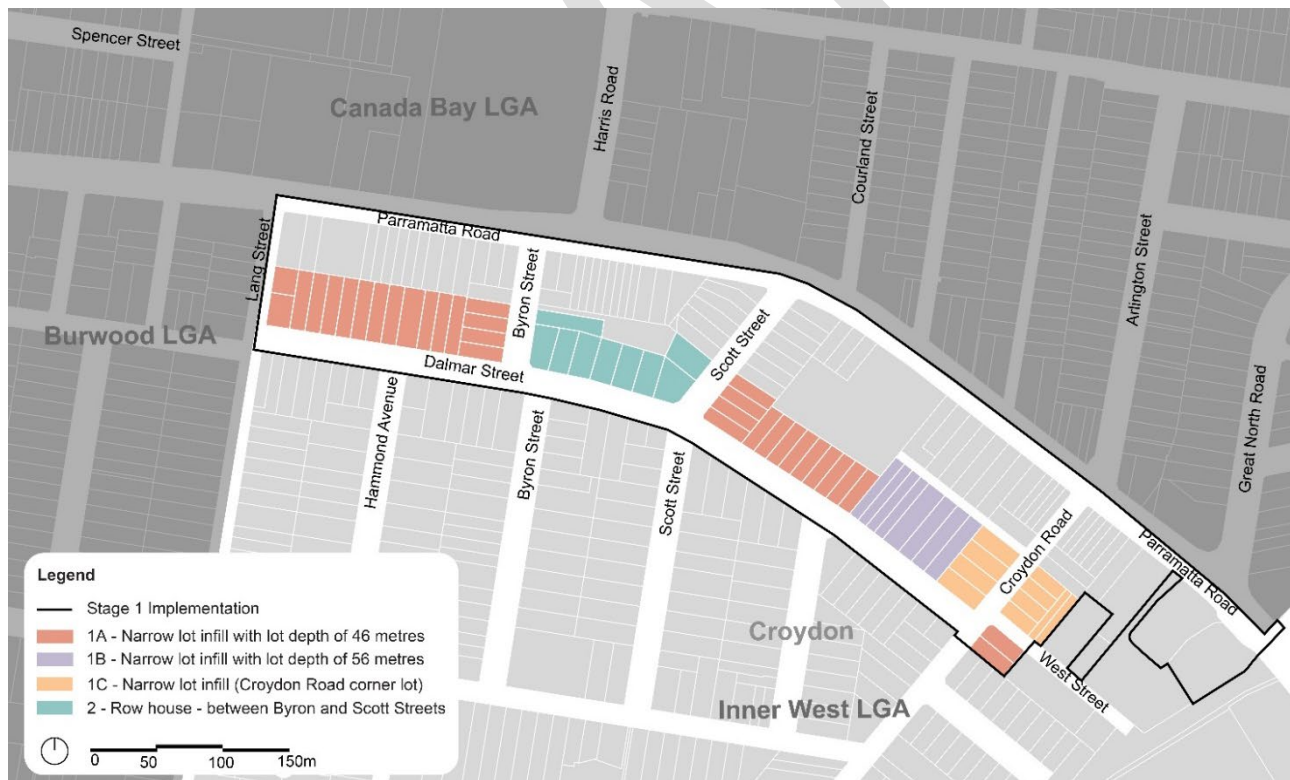 Spencer Street
Canada Bay LGA
Harris Road
Courland Street
Arlington Street
Great North Road
Lang Street
Parramatta Road
Byron Street
Burwood LGA
Dalmar Street
Scott Street
Hammond Avenue
Byron Street
Scott Street
Croydon Road
Parramatta Road
Croydon
West Street
Inner West LGA
Legend
Stage 1 Implementation
1A - Narrow lot infill with lot depth of 46 metres
1B - Narrow lot infill with lot depth of 56 metres
1C - Narrow lot infill (Croydon Road corner lot)
2 - Row house - between Byron and Scott Streets
0 50 100 150m